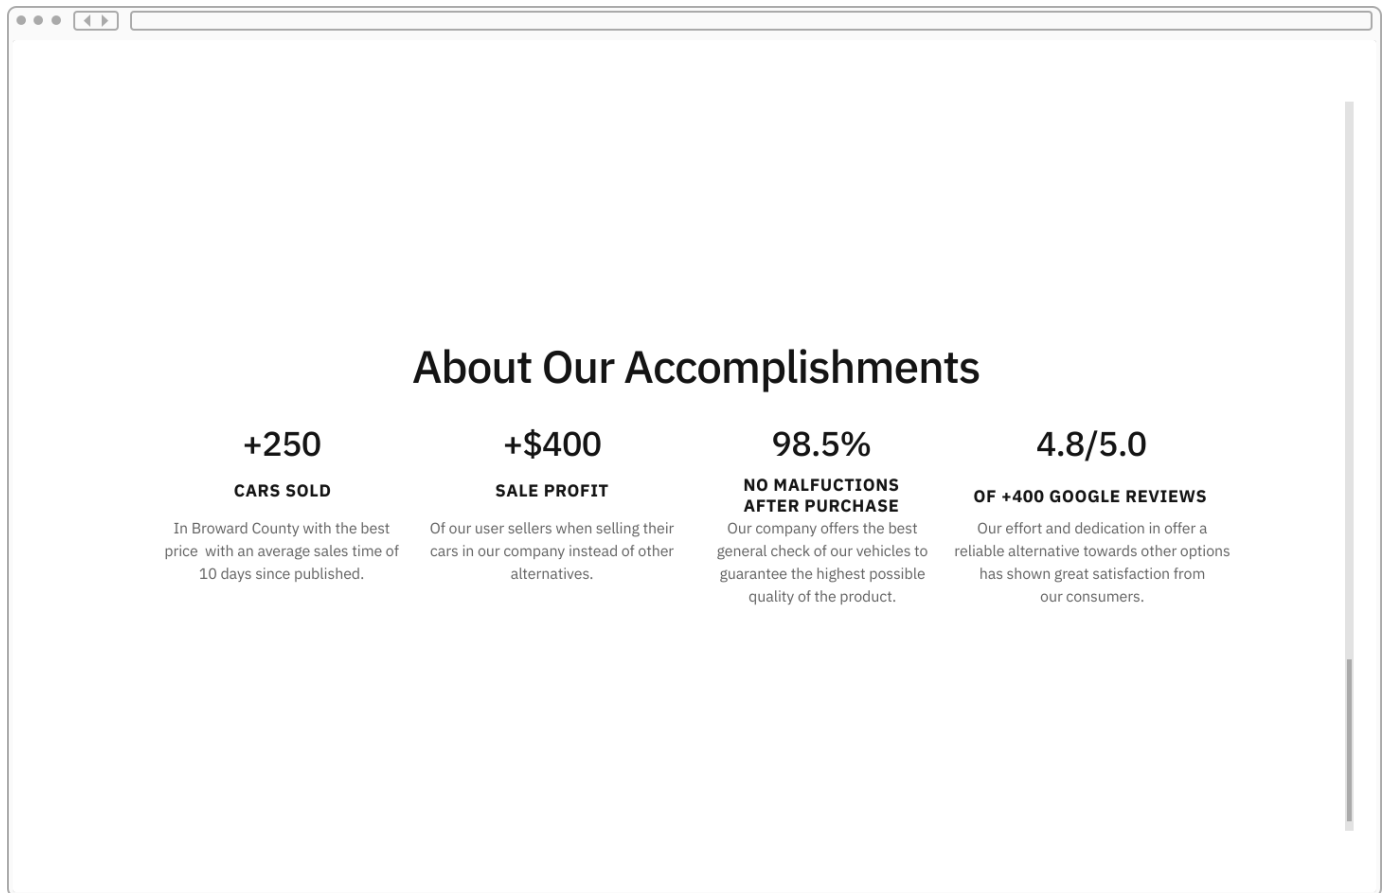 About Our Accomplishments
+250
CARS SOLD
In Broward County with the best
price  with an average sales time of
10 days since published.
+$400
SALE PROFIT
Of our user sellers when selling their
cars in our company instead of other
alternatives.
98.5%
NO MALFUCTIONS
AFTER PURCHASE
Our company offers the best
general check of our vehicles to
guarantee the highest possible
quality of the product.
4.8/5.0
OF +400 GOOGLE REVIEWS
Our effort and dedication in offer a
reliable alternative towards other options
has shown great satisfaction from
our consumers.